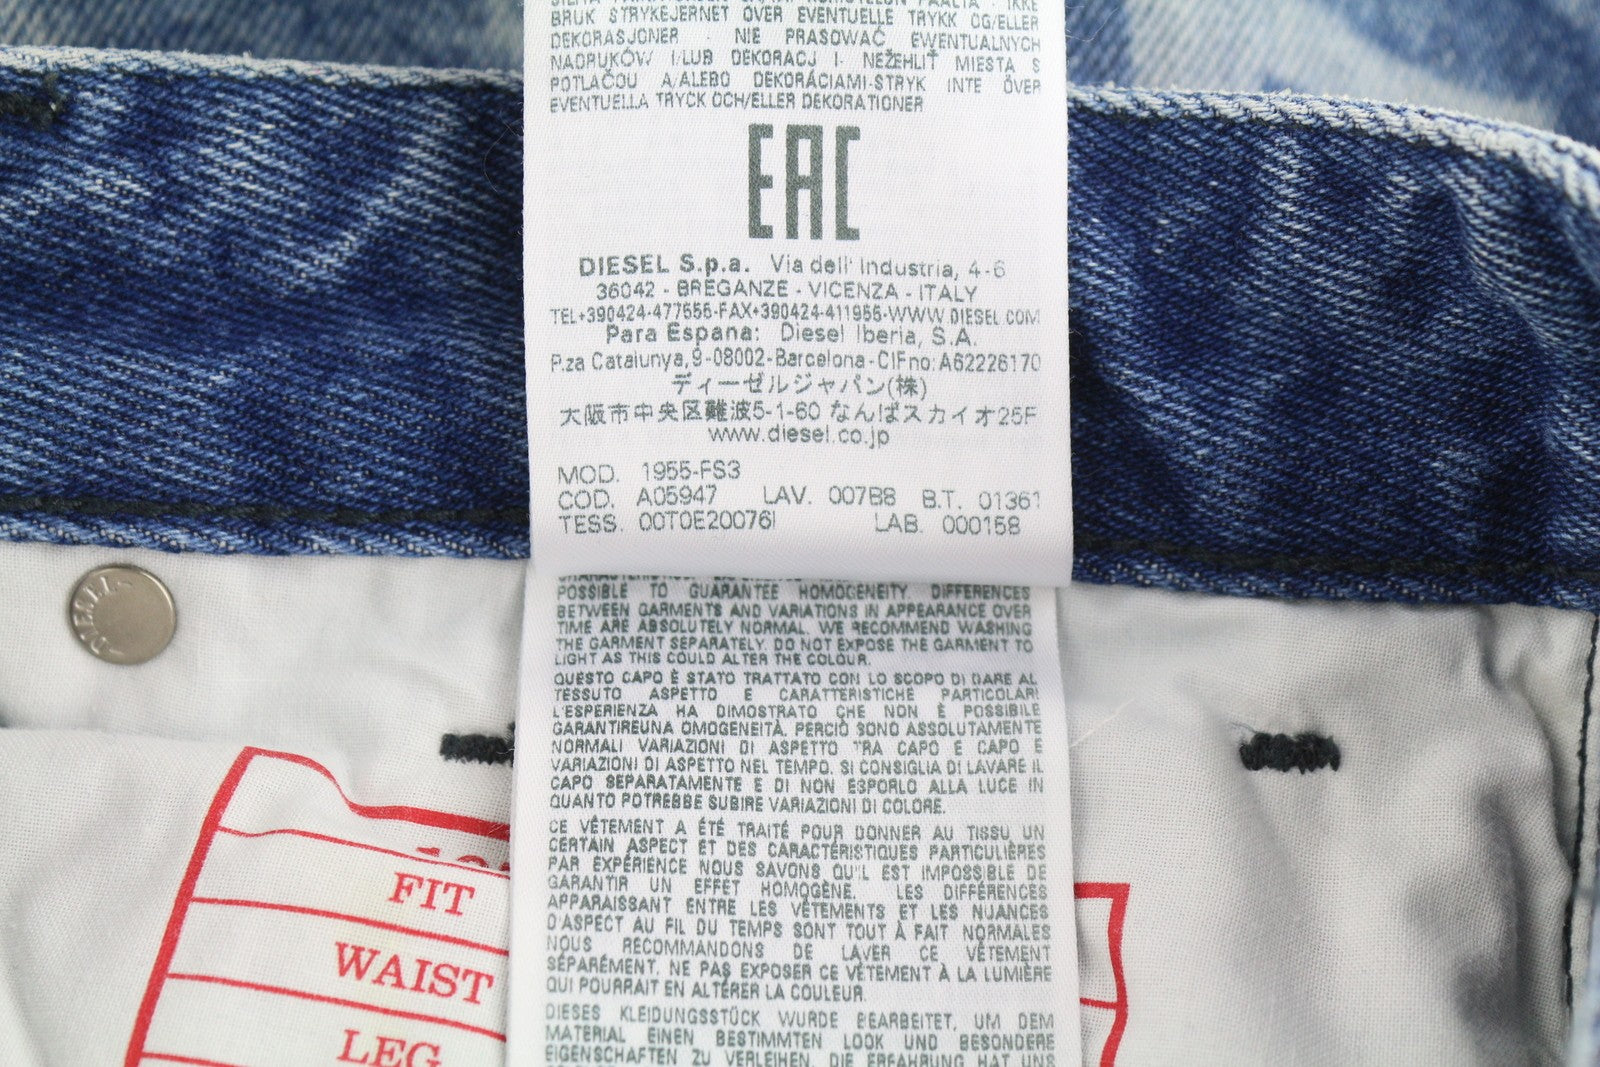 BRUK STRYKEJERNET OVER EVENTUELLE TRYKK OG/ELLER
DEKORASJONER - NIE PRASOWAĆ EWENTUALNYCH
NADRUKÓW I/LUB DEKORACJI - NEŽEHLIŤ MIESTA S
POTLAČOU A/ALEBO DEKORÁCIAMI-STRYK INTE ÖVER
EVENTUELLA TRYCK OCH/ELLER DEKORATIONER
EAC
DIESEL S.p.a. Via dell' Industria, 4-6
36042 - BREGANZE - VICENZA - ITALY
TEL+390424-477555-FAX+390424-411955-WWW.DIESEL.COM
Para Espana: Diesel Iberia, S.A.
P.za Catalunya,9-08002-Barcelona-CIFno:A62226170
ディーゼルジャパン(株)
大阪市中央区難波5-1-60 なんばスカイオ25F
www.diesel.co.jp
MOD. 1955-FS3
COD. A05947 LAV. 007B8 B.T. 01361
TESS. 00T0E20076I LAB. 000158
POSSIBLE TO GUARANTEE HOMOGENEITY. DIFFERENCES
BETWEEN GARMENTS AND VARIATIONS IN APPEARANCE OVER
TIME ARE ABSOLUTELY NORMAL. WE RECOMMEND WASHING
THE GARMENT SEPARATELY. DO NOT EXPOSE THE GARMENT TO
LIGHT AS THIS COULD ALTER THE COLOUR.
QUESTO CAPO È STATO TRATTATO CON LO SCOPO DI DARE AL
TESSUTO ASPETTO E CARATTERISTICHE PARTICOLARI
L'ESPERIENZA HA DIMOSTRATO CHE NON È POSSIBILE
GARANTIREUNA OMOGENEITÀ. PERCIÒ SONO ASSOLUTAMENTE
NORMALI VARIAZIONI DI ASPETTO TRA CAPO E CAPO E
VARIAZIONI DI ASPETTO NEL TEMPO. SI CONSIGLIA DI LAVARE IL
CAPO SEPARATAMENTE E DI NON ESPORLO ALLA LUCE IN
QUANTO POTREBBE SUBIRE VARIAZIONI DI COLORE.
CE VÊTEMENT A ÉTÉ TRAITÉ POUR DONNER AU TISSU UN
CERTAIN ASPECT ET DES CARACTÉRISTIQUES PARTICULIÈRES
PAR EXPÉRIENCE NOUS SAVONS QU'IL EST IMPOSSIBLE DE
GARANTIR UN EFFET HOMOGÈNE. LES DIFFÉRENCES
APPARAISSANT ENTRE LES VÊTEMENTS ET LES NUANCES
D'ASPECT AU FIL DU TEMPS SONT TOUT À FAIT NORMALES
NOUS RECOMMANDONS DE LAVER CE VÊTEMENT
SÉPARÉMENT. NE PAS EXPOSER CE VÊTEMENT À LA LUMIÈRE
QUI POURRAIT EN ALTÉRER LA COULEUR.
DIESES KLEIDUNGSSTÜCK WURDE BEARBEITET, UM DEM
MATERIAL EINEN BESTIMMTEN LOOK UND BESONDERE
EIGENSCHAFTEN ZU VERLEIHEN. DIE ERFAHRUNG HAT UNS
DIESEL
FIT
WAIST
LEG